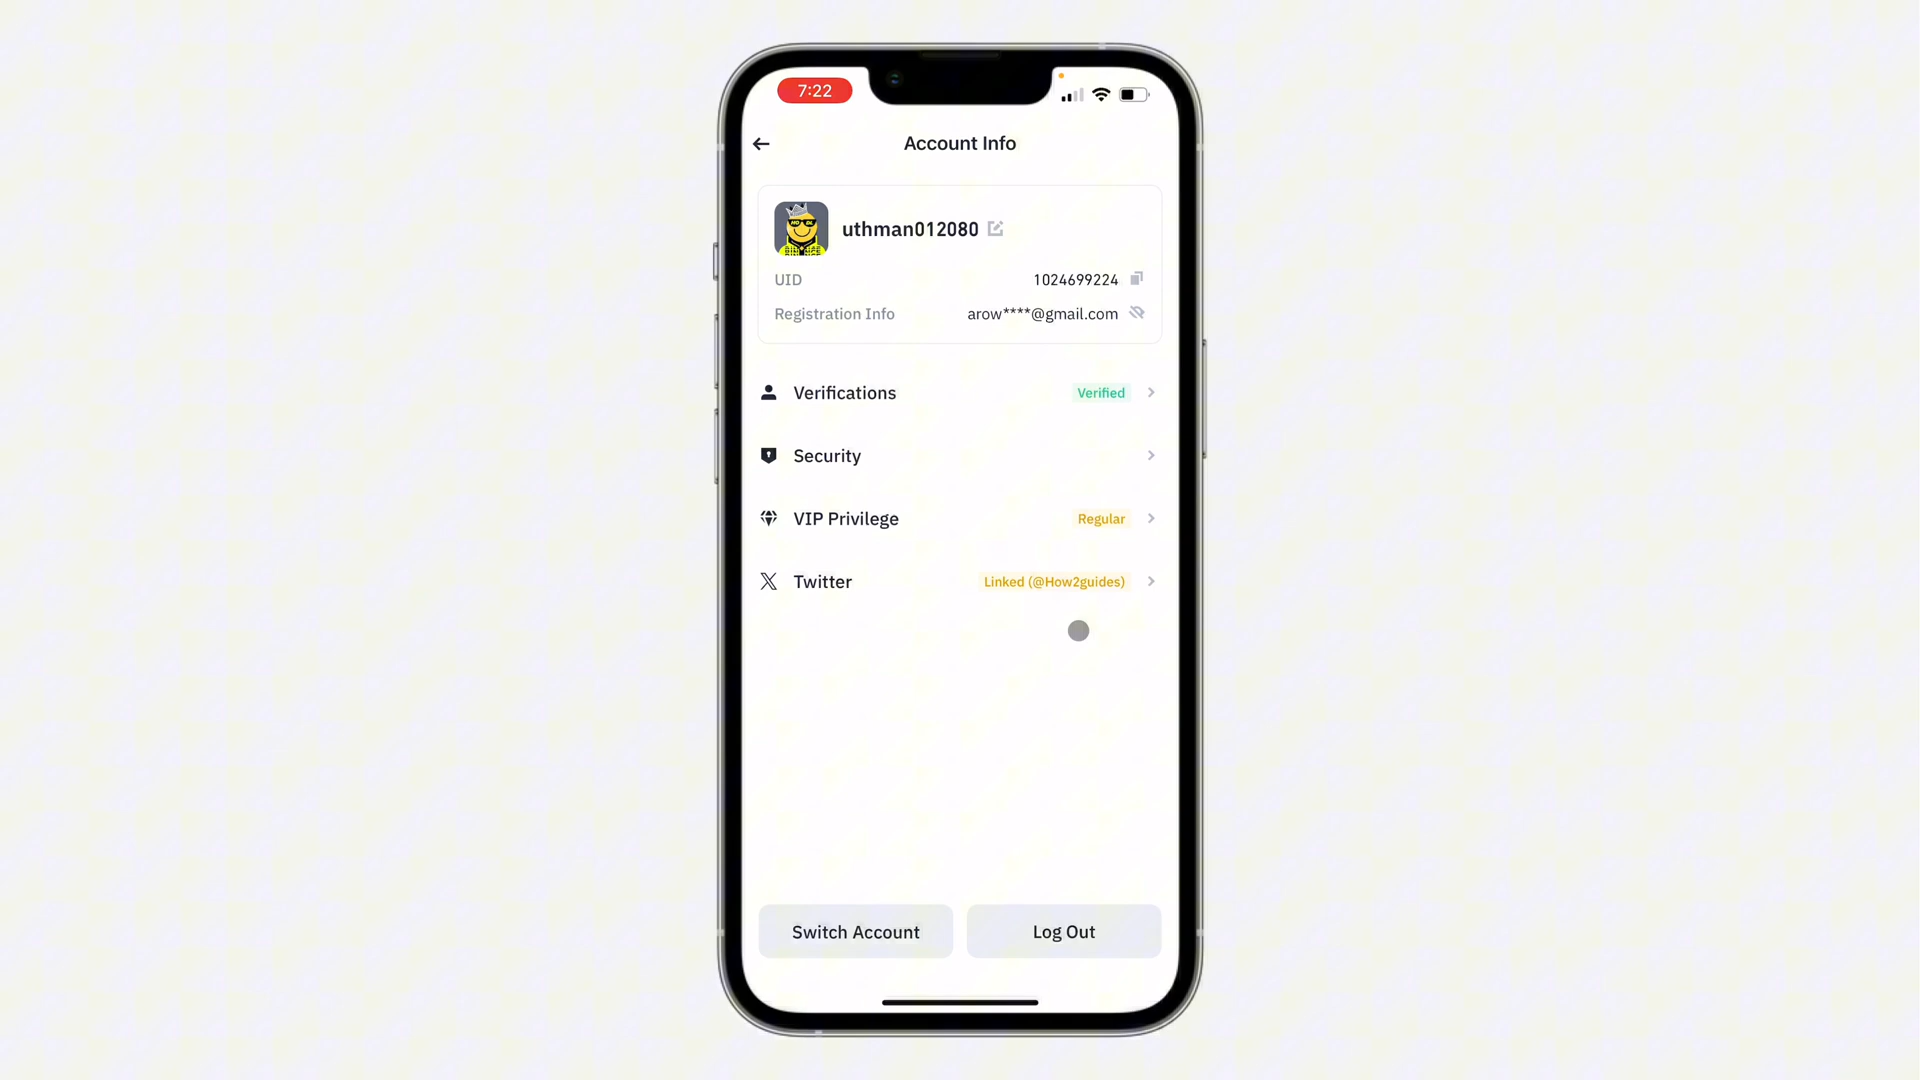 7:22
Account Info
uthman012080
UID 1024699224
Registration Info arow****@gmail.com
Verifications Verified
Security
VIP Privilege Regular
Twitter Linked (@How2guides)
Switch Account Log Out